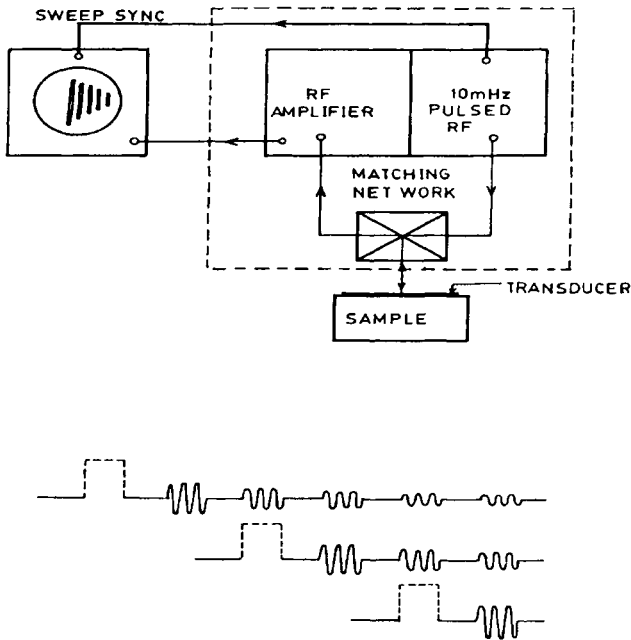 SWEEP SYNC
RF
AMPLIFIER
10mHz
PULSED
RF
MATCHING
NET WORK
TRANSDUCER
SAMPLE